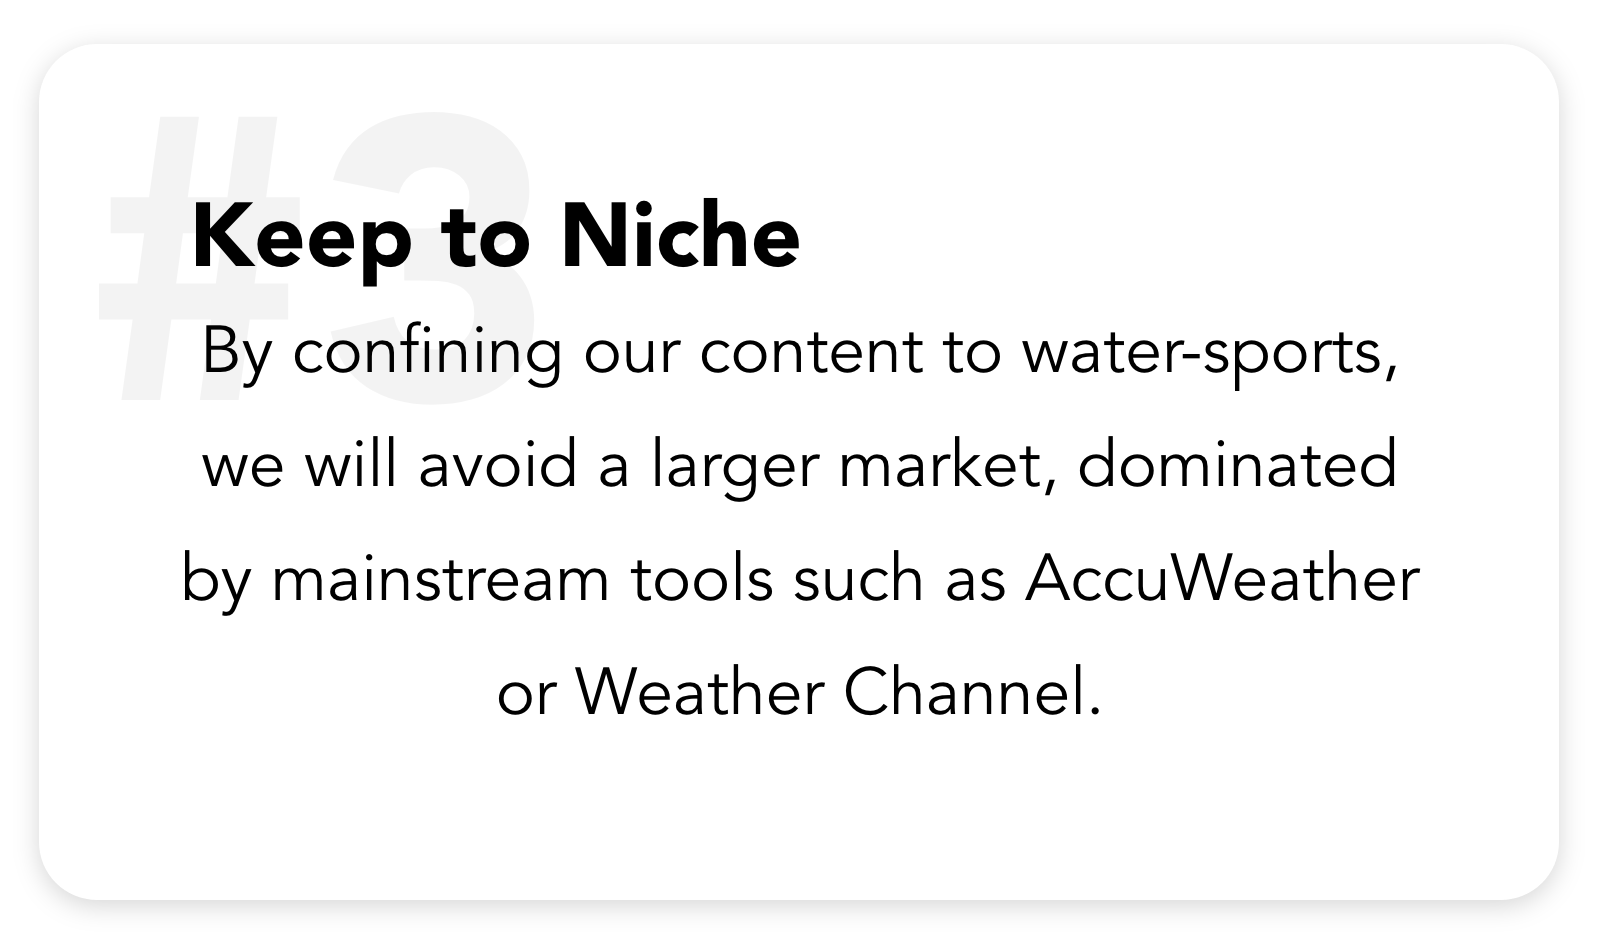 #3
Keep to Niche
By confining our content to water-sports,
we will avoid a larger market, dominated
by mainstream tools such as AccuWeather
or Weather Channel.